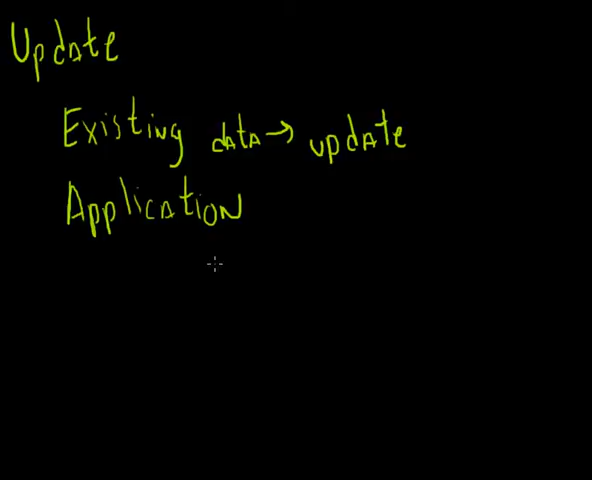 Update
Existing data → update
Application